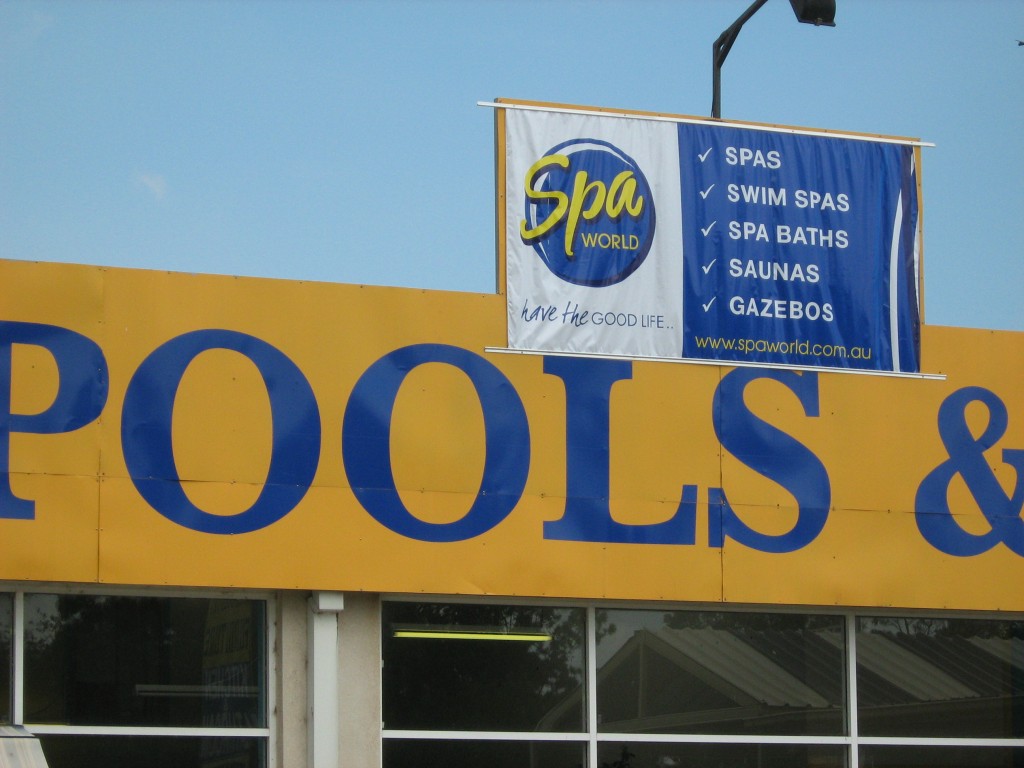 Spa
WORLD
have the GOOD LIFE..
✓ SPAS
✓ SWIM SPAS
✓ SPA BATHS
✓ SAUNAS
✓ GAZEBOS
www.spaworld.com.au
POOLS &